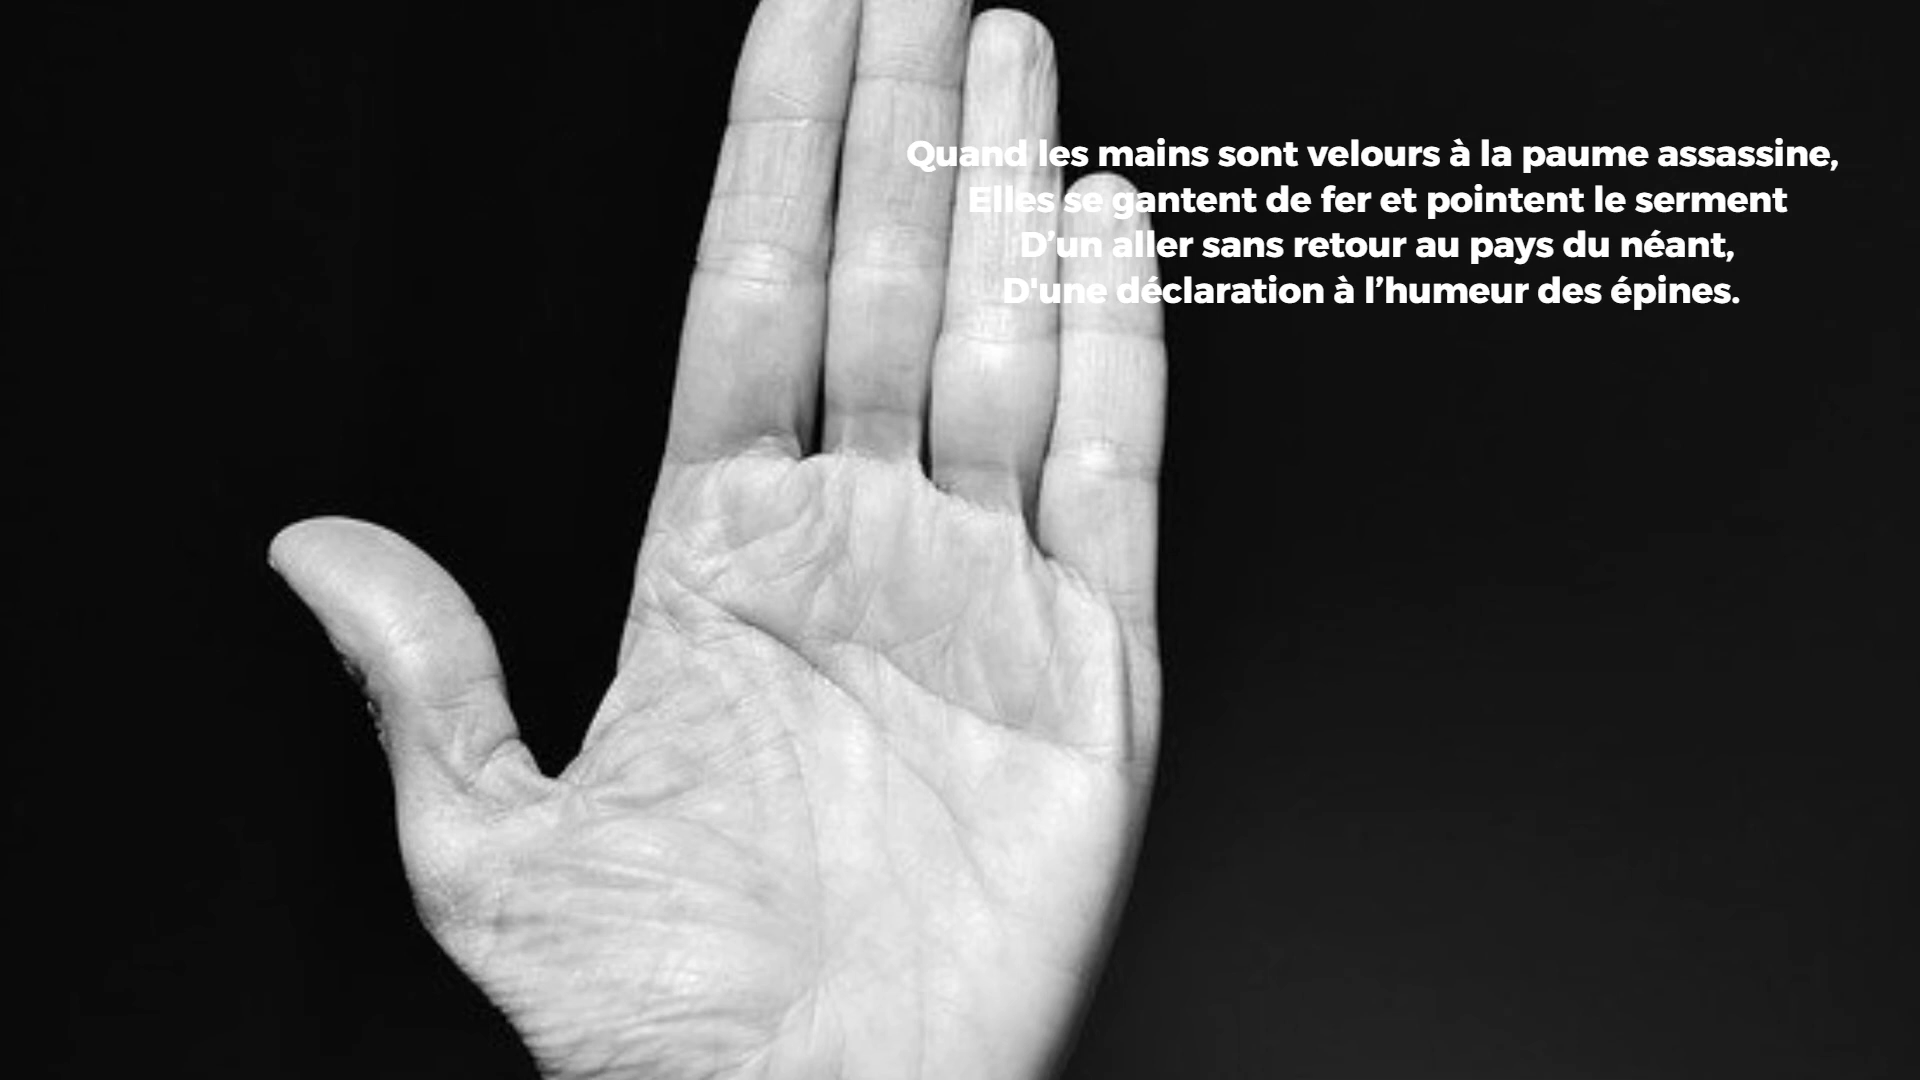 Quand les mains sont velours à la paume assassine,
Elles se gantent de fer et pointent le serment
D’un aller sans retour au pays du néant,
D'une déclaration à l’humeur des épines.